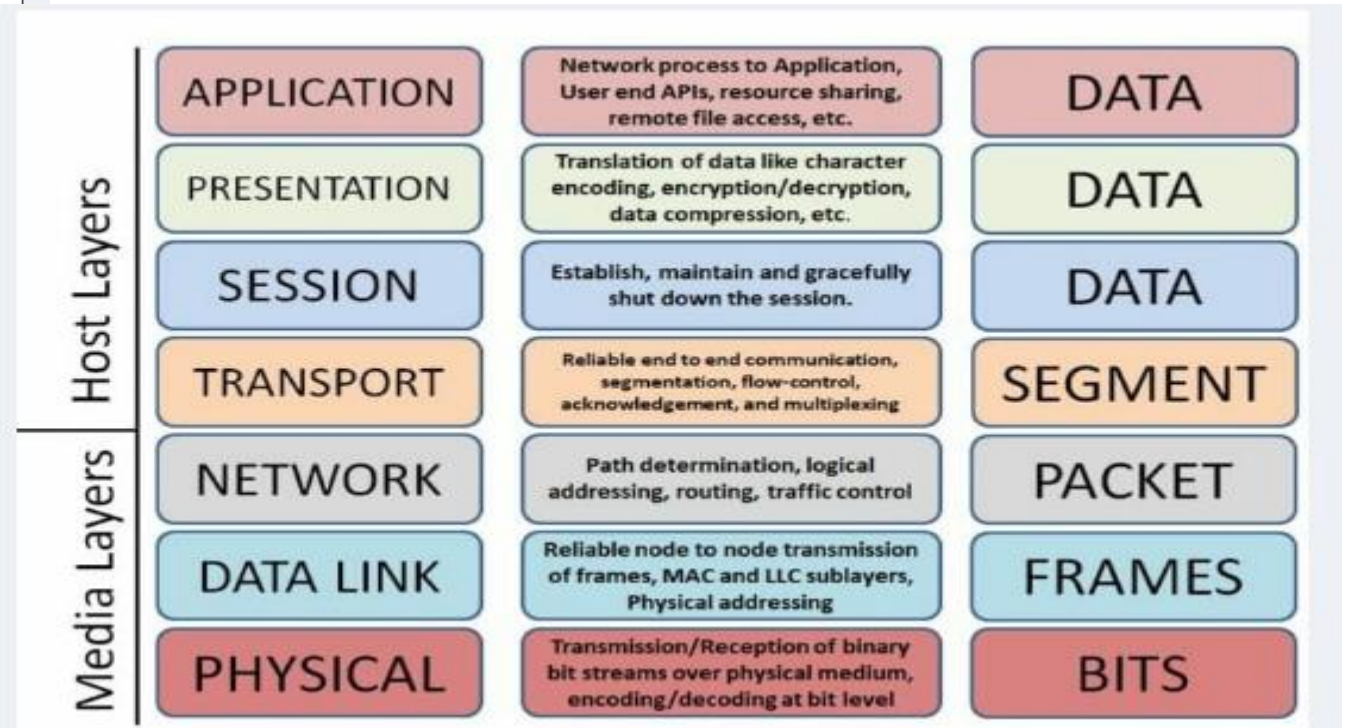 Host Layers
APPLICATION
Network process to Application,
User end APIs, resource sharing,
remote file access, etc.
DATA
PRESENTATION
Translation of data like character
encoding, encryption/decryption,
data compression, etc.
DATA
SESSION
Establish, maintain and gracefully
shut down the session.
DATA
TRANSPORT
Reliable end to end communication,
segmentation, flow-control,
acknowledgement, and multiplexing
SEGMENT
Media Layers
NETWORK
Path determination, logical
addressing, routing, traffic control
PACKET
DATA LINK
Reliable node to node transmission
of frames, MAC and LLC sublayers,
Physical addressing
FRAMES
PHYSICAL
Transmission/Reception of binary
bit streams over physical medium,
encoding/decoding at bit level
BITS